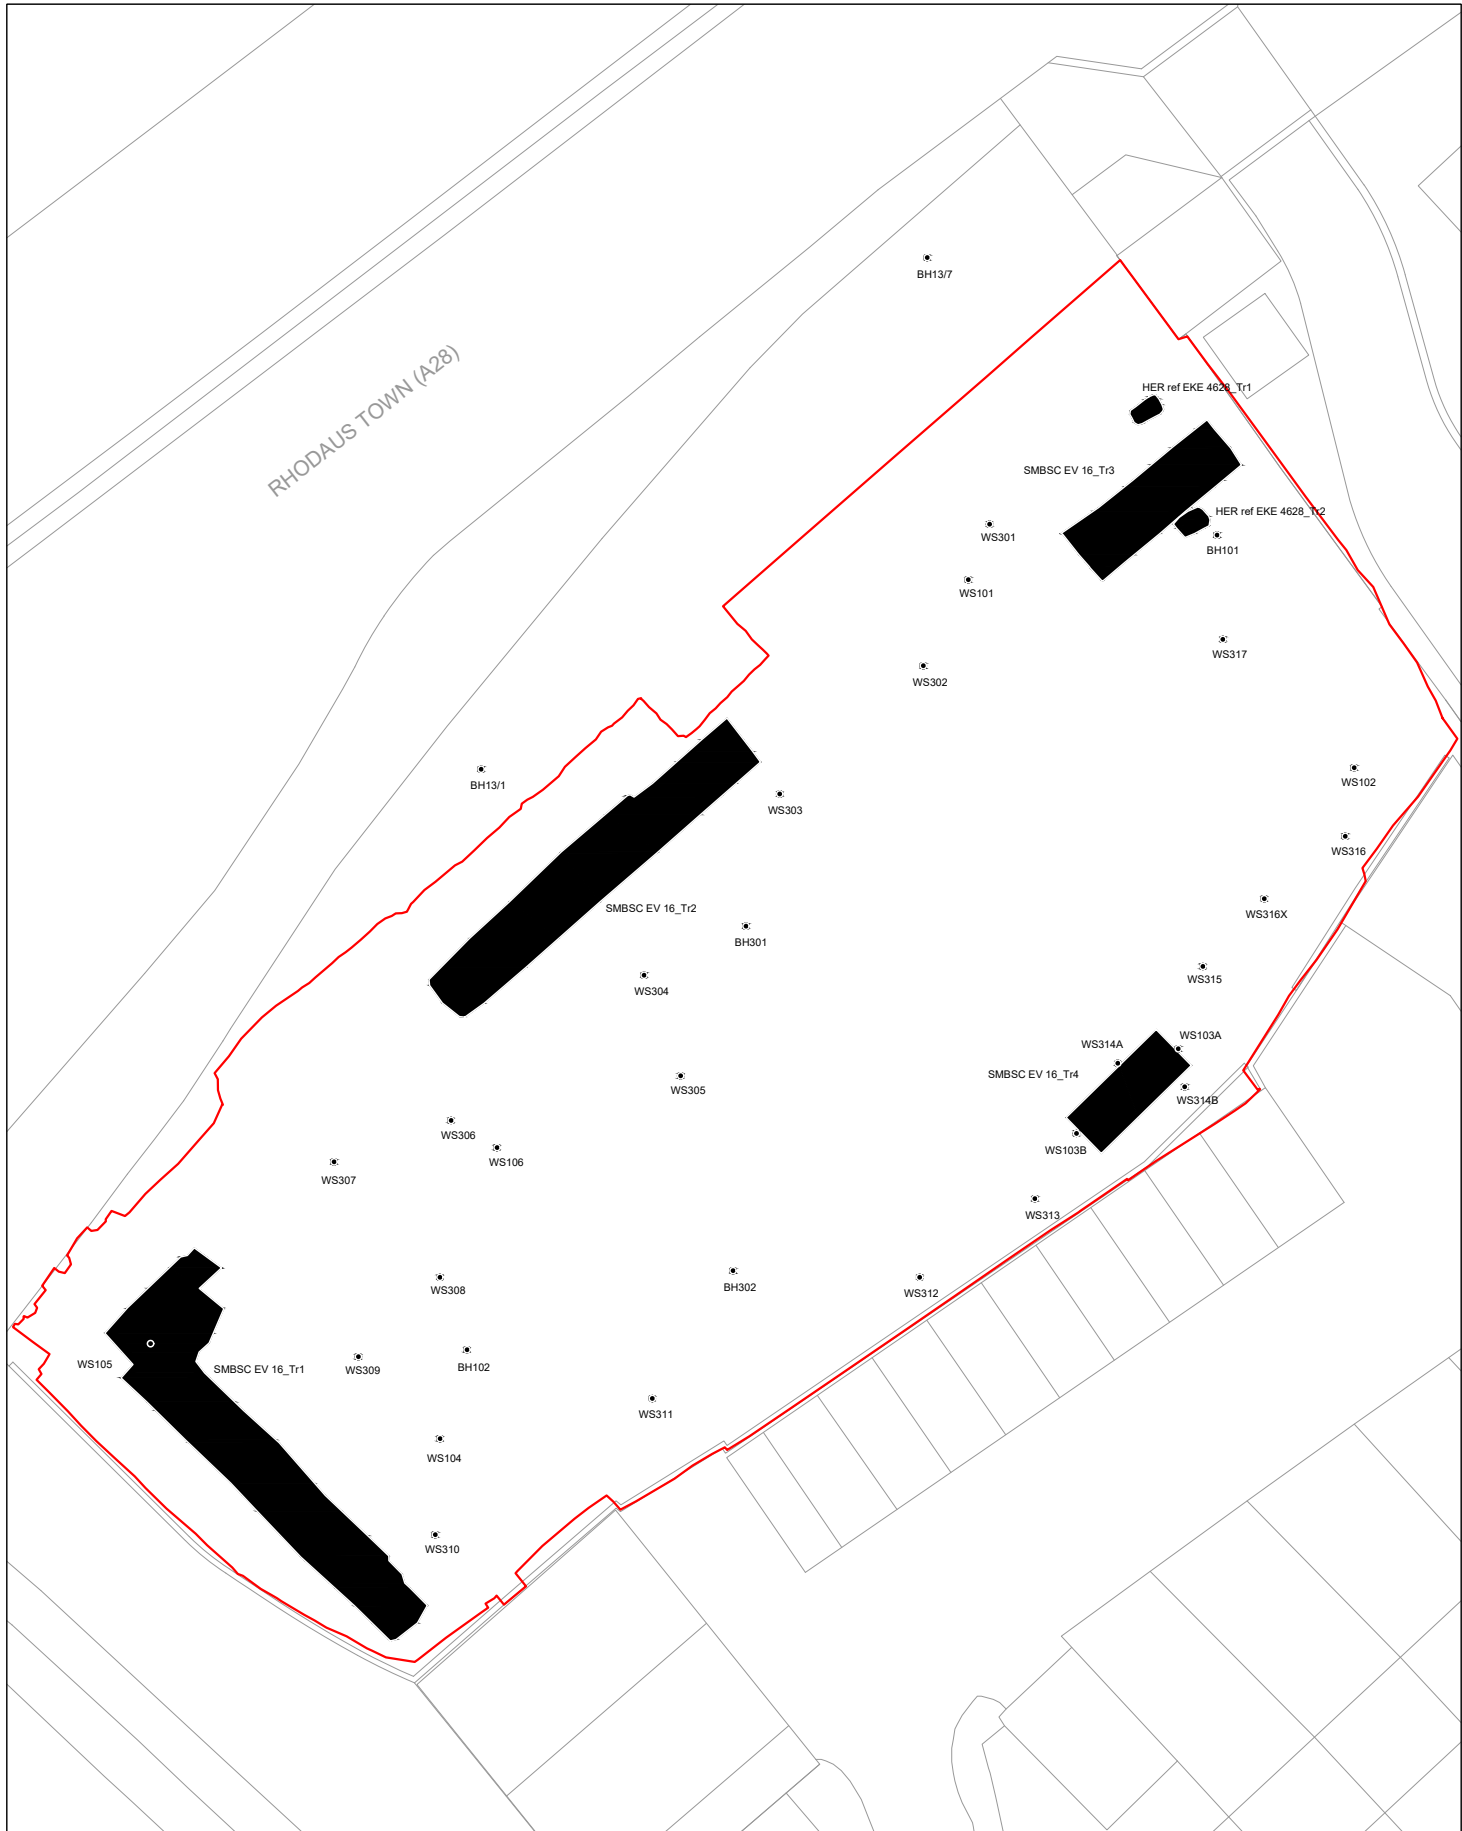 BH13/7
RHODAUS TOWN (A28)
HER ref EKE 4628_Tr1
SMBSC EV 16_Tr3
HER ref EKE 4628_Tr2
WS301
BH101
WS101
WS317
WS302
BH13/1
WS102
WS303
WS316
SMBSC EV 16_Tr2
WS316X
BH301
WS304
WS315
WS103A
WS314A
SMBSC EV 16_Tr4
WS305
WS314B
WS306
WS103B
WS106
WS307
WS313
WS308
BH302
WS312
WS105
SMBSC EV 16_Tr1
WS309
BH102
WS311
WS104
WS310